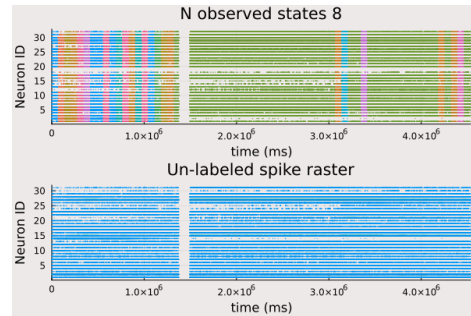 N observed states 8
Neuron ID
30
25
20
15
10
5
0 1.0×10⁶ 2.0×10⁶ 3.0×10⁶ 4.0×10⁶
time (ms)
Un-labeled spike raster
Neuron ID
30
25
20
15
10
5
0 1.0×10⁶ 2.0×10⁶ 3.0×10⁶ 4.0×10⁶
time (ms)